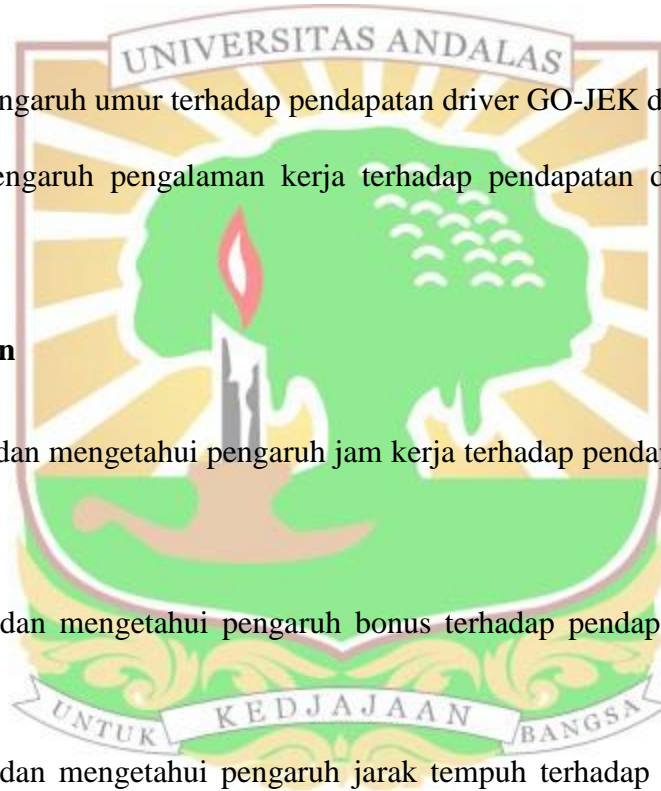 UNIVERSITAS ANDALAS
ngaruh umur terhadap pendapatan driver GO-JEK d
engaruh pengalaman kerja terhadap pendapatan d
n
dan mengetahui pengaruh jam kerja terhadap pendap
dan mengetahui pengaruh bonus terhadap pendap
UNTUK KEDJAJAAN BANGSA
dan mengetahui pengaruh jarak tempuh terhadap